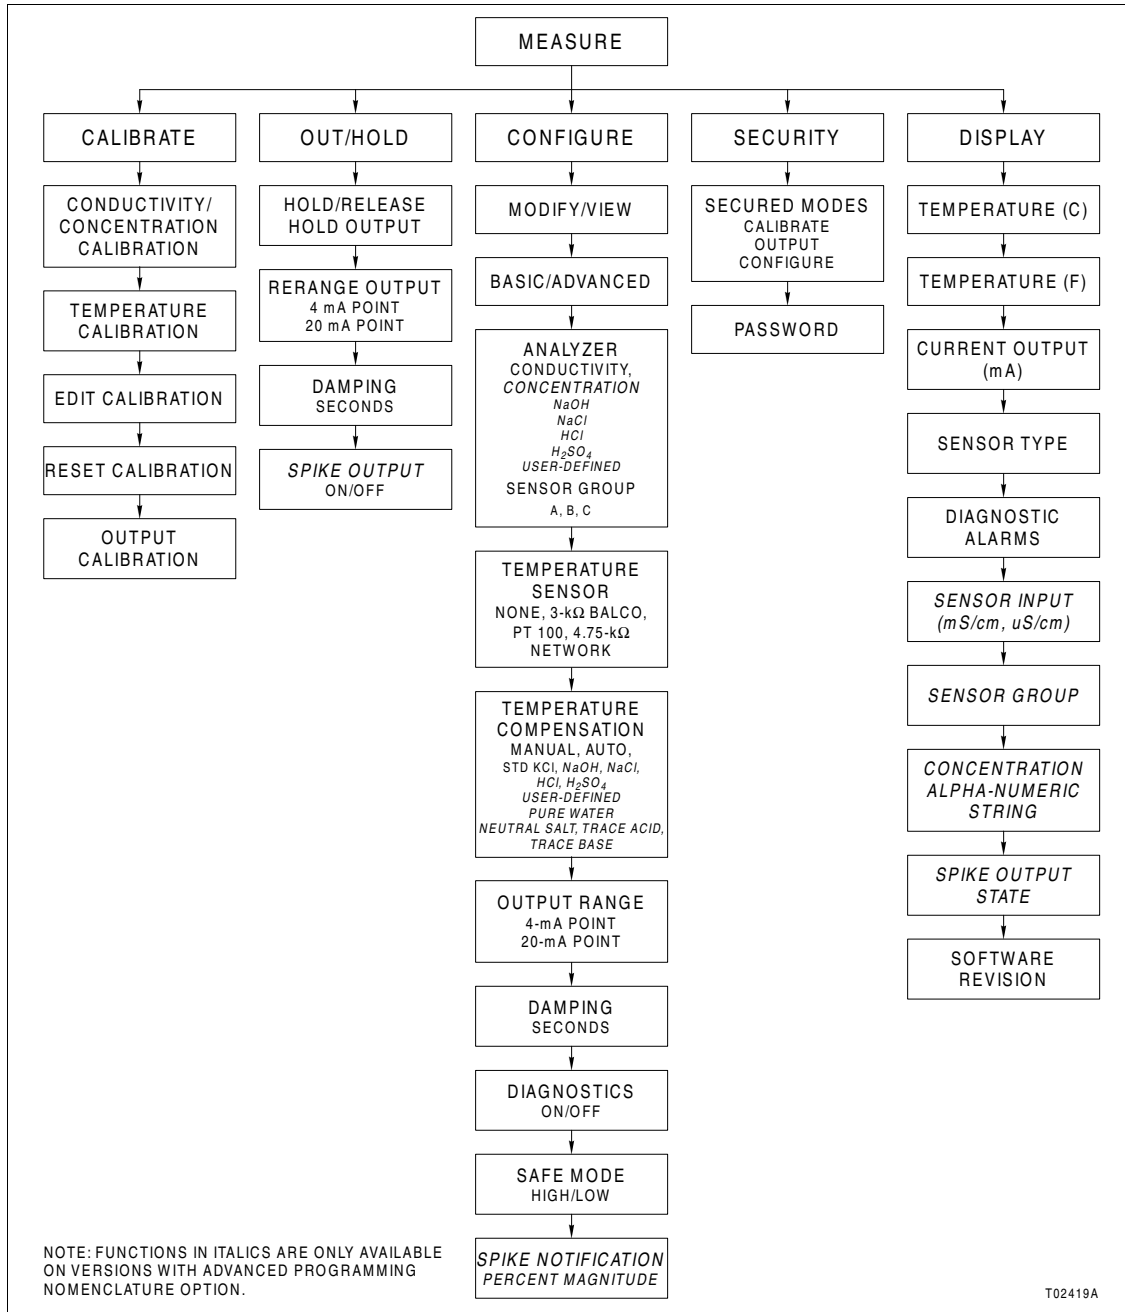 MEASURE
CALIBRATE
CONDUCTIVITY/
CONCENTRATION
CALIBRATION
TEMPERATURE
CALIBRATION
EDIT CALIBRATION
RESET CALIBRATION
OUTPUT
CALIBRATION
OUT/HOLD
HOLD/RELEASE
HOLD OUTPUT
RERANGE OUTPUT
4 mA POINT
20 mA POINT
DAMPING
SECONDS
SPIKE OUTPUT
ON/OFF
CONFIGURE
MODIFY/VIEW
BASIC/ADVANCED
ANALYZER
CONDUCTIVITY,
CONCENTRATION
NaOH
NaCl
HCl
H2SO4
USER-DEFINED
SENSOR GROUP
A, B, C
TEMPERATURE
SENSOR
NONE, 3-kΩ BALCO,
PT 100, 4.75-kΩ
NETWORK
TEMPERATURE
COMPENSATION
MANUAL, AUTO,
STD KCl, NaOH, NaCl,
HCl, H2SO4
USER-DEFINED
PURE WATER
NEUTRAL SALT, TRACE ACID,
TRACE BASE
OUTPUT RANGE
4-mA POINT
20-mA POINT
DAMPING
SECONDS
DIAGNOSTICS
ON/OFF
SAFE MODE
HIGH/LOW
SPIKE NOTIFICATION
PERCENT MAGNITUDE
SECURITY
SECURED MODES
CALIBRATE
OUTPUT
CONFIGURE
PASSWORD
DISPLAY
TEMPERATURE (C)
TEMPERATURE (F)
CURRENT OUTPUT
(mA)
SENSOR TYPE
DIAGNOSTIC
ALARMS
SENSOR INPUT
(mS/cm, uS/cm)
SENSOR GROUP
CONCENTRATION
ALPHA-NUMERIC
STRING
SPIKE OUTPUT
STATE
SOFTWARE
REVISION
NOTE: FUNCTIONS IN ITALICS ARE ONLY AVAILABLE
ON VERSIONS WITH ADVANCED PROGRAMMING
NOMENCLATURE OPTION.
T02419A